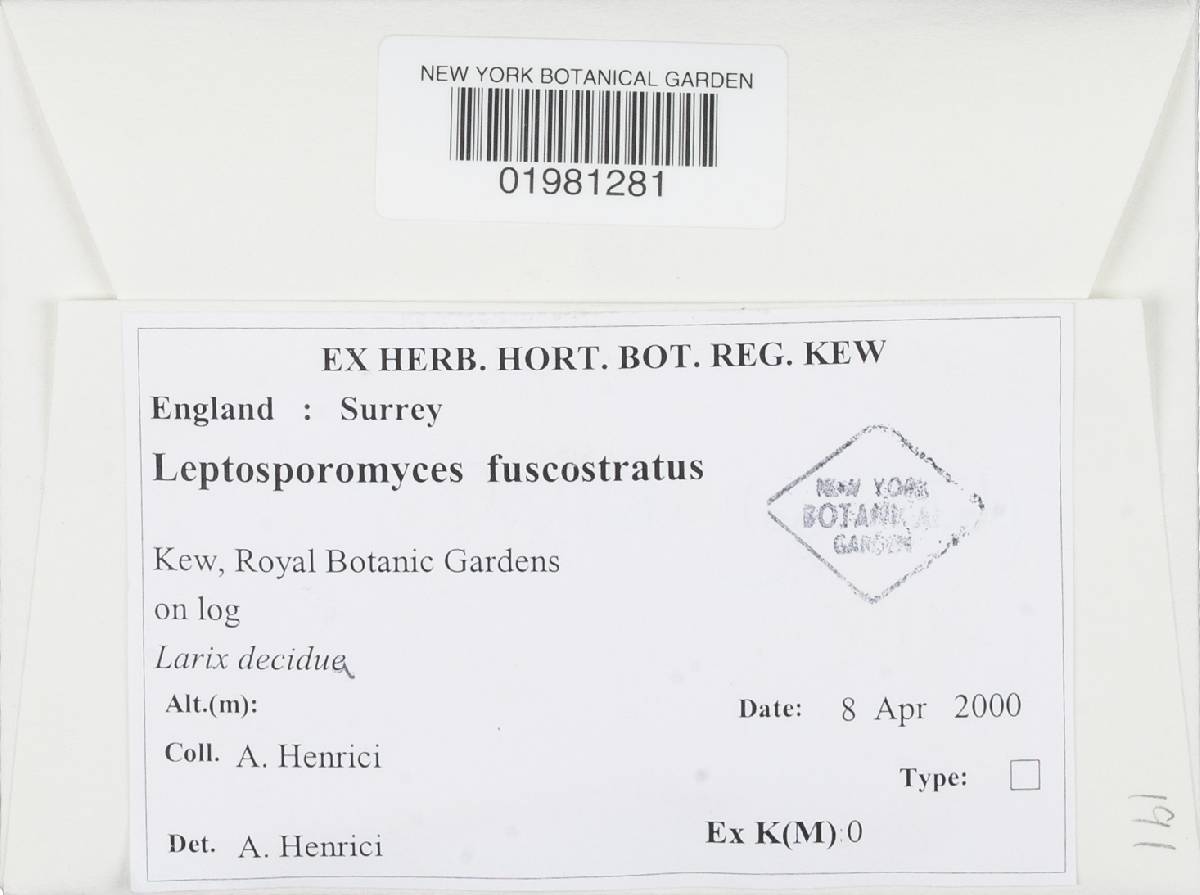 NEW YORK BOTANICAL GARDEN
01981281
EX HERB. HORT. BOT. REG. KEW
England : Surrey
Leptosporomyces fuscostratus
NEW YORK
BOTANICAL
GARDEN
Kew, Royal Botanic Gardens
on log
Larix decidua
Alt.(m):
Date: 8 Apr 2000
Coll. A. Henrici
Type:
Det. A. Henrici
Ex K(M):0
191